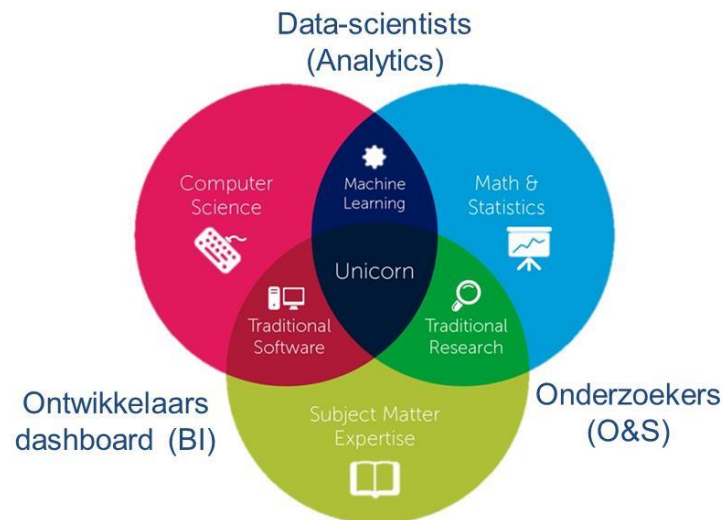 Data-scientists
(Analytics)
Computer
Science
Machine
Learning
Math &
Statistics
Unicorn
Traditional
Software
Traditional
Research
Ontwikkelaars
dashboard (BI)
Subject Matter
Expertise
Onderzoekers
(O&S)